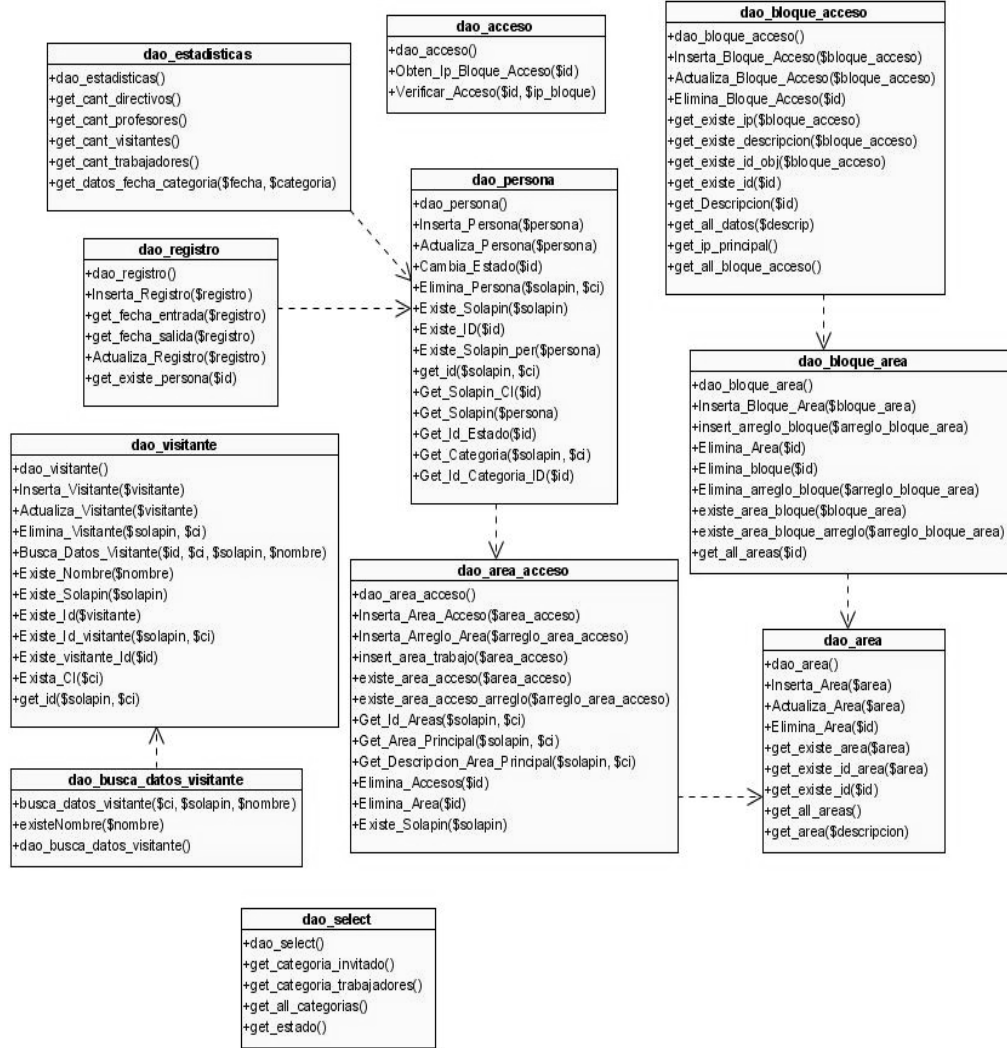 dao_estadisticas
+dao_estadisticas()
+get_cant_directivos()
+get_cant_profesores()
+get_cant_visitantes()
+get_cant_trabajadores()
+get_datos_fecha_categoria($fecha, $categoria)
dao_acceso
+dao_acceso()
+Obten_Ip_Bloque_Acceso($id)
+Verificar_Acceso($id, $ip_bloque)
dao_bloque_acceso
+dao_bloque_acceso()
+Inserta_Bloque_Acceso($bloque_acceso)
+Actualiza_Bloque_Acceso($bloque_acceso)
+Elimina_Bloque_Acceso($id)
+get_existe_ip($bloque_acceso)
+get_existe_descripcion($bloque_acceso)
+get_existe_id_obj($bloque_acceso)
+get_existe_id($id)
+get_Descripcion($id)
+get_all_datos($descrip)
+get_ip_principal()
+get_all_bloque_acceso()
dao_registro
+dao_registro()
+Inserta_Registro($registro)
+get_fecha_entrada($registro)
+get_fecha_salida($registro)
+Actualiza_Registro($registro)
+get_existe_persona($id)
dao_persona
+dao_persona()
+Inserta_Persona($persona)
+Actualiza_Persona($persona)
+Cambia_Estado($id)
+Elimina_Persona($solapin, $ci)
+Existe_Solapin($solapin)
+Existe_ID($id)
+Existe_Solapin_per($persona)
+get_id($solapin, $ci)
+Get_Solapin_CI($id)
+Get_Solapin($persona)
+Get_Id_Estado($id)
+Get_Categoria($solapin, $ci)
+Get_Id_Categoria_ID($id)
dao_bloque_area
+dao_bloque_area()
+Inserta_Bloque_Area($bloque_area)
+insert_arreglo_bloque($arreglo_bloque_area)
+Elimina_Area($id)
+Elimina_bloque($id)
+Elimina_arreglo_bloque($arreglo_bloque_area)
+existe_area_bloque($bloque_area)
+existe_area_bloque_arreglo($arreglo_bloque_area)
+get_all_areas($id)
dao_visitante
+dao_visitante()
+Inserta_Visitante($visitante)
+Actualiza_Visitante($visitante)
+Elimina_Visitante($solapin, $ci)
+Busca_Datos_Visitante($id, $ci, $solapin, $nombre)
+Existe_Nombre($nombre)
+Existe_Solapin($solapin)
+Existe_Id($visitante)
+Existe_Id_visitante($solapin, $ci)
+Existe_visitante_Id($id)
+Exista_CI($ci)
+get_id($solapin, $ci)
dao_area_acceso
+dao_area_acceso()
+Inserta_Area_Acceso($area_acceso)
+Inserta_Arreglo_Area($arreglo_area_acceso)
+insert_area_trabajo($area_acceso)
+existe_area_acceso($area_acceso)
+existe_area_acceso_arreglo($arreglo_area_acceso)
+Get_Id_Areas($solapin, $ci)
+Get_Area_Principal($solapin, $ci)
+Get_Descripcion_Area_Principal($solapin, $ci)
+Elimina_Accesos($id)
+Elimina_Area($id)
+Existe_Solapin($solapin)
dao_area
+dao_area()
+Inserta_Area($area)
+Actualiza_Area($area)
+Elimina_Area($id)
+get_existe_area($area)
+get_existe_id_area($area)
+get_existe_id($id)
+get_all_areas()
+get_area($descripcion)
dao_busca_datos_visitante
+busca_datos_visitante($ci, $solapin, $nombre)
+existeNombre($nombre)
+dao_busca_datos_visitante()
dao_select
+dao_select()
+get_categoria_invitado()
+get_categoria_trabajadores()
+get_all_categorias()
+get_estado()